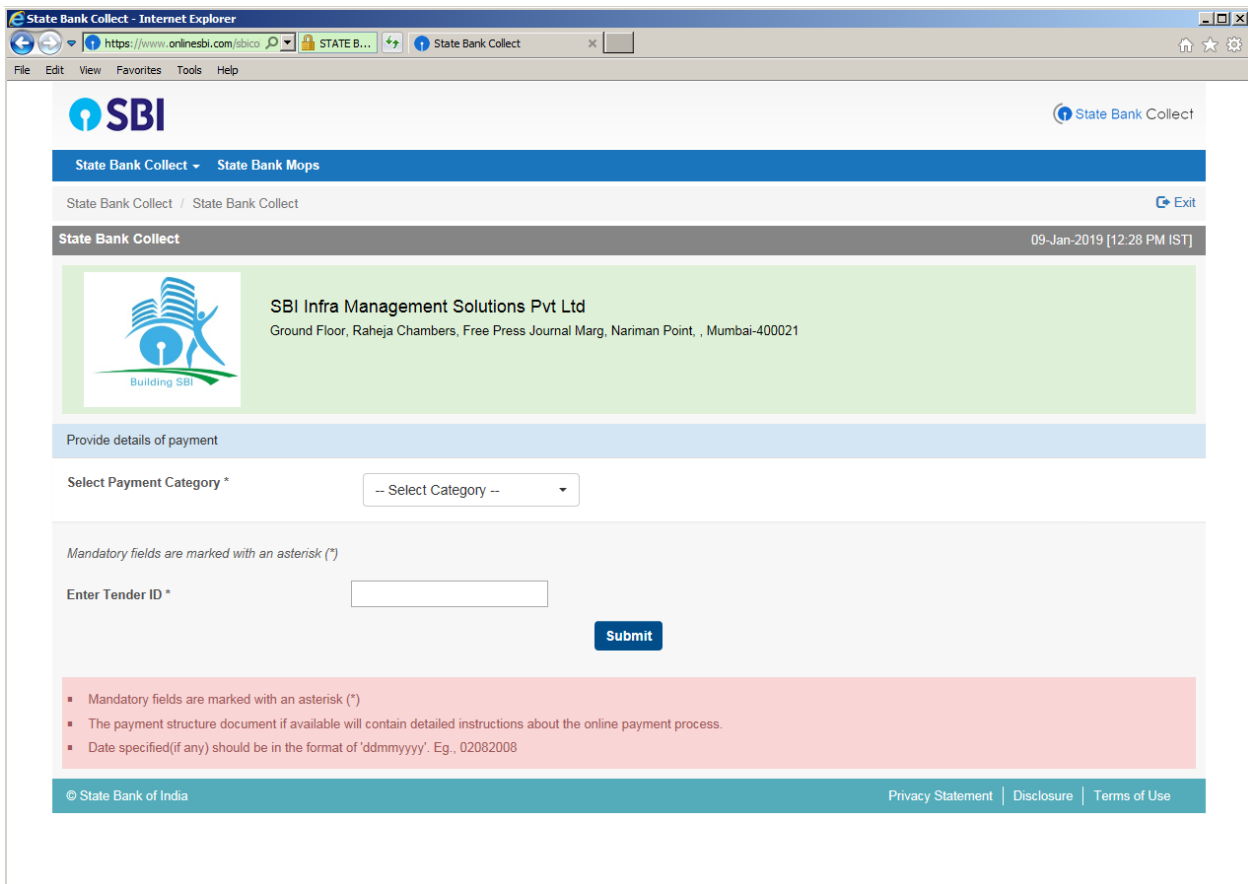 State Bank Collect - Internet Explorer
https://www.onlinesbi.com/sbico STATE B... State Bank Collect
File Edit View Favorites Tools Help
SBI
State Bank Collect
State Bank Collect State Bank Mops
State Bank Collect / State Bank Collect Exit
State Bank Collect 09-Jan-2019 [12:28 PM IST]
SBI Infra Management Solutions Pvt Ltd
Ground Floor, Raheja Chambers, Free Press Journal Marg, Nariman Point, , Mumbai-400021
Building SBI
Provide details of payment
Select Payment Category * -- Select Category --
Mandatory fields are marked with an asterisk (*)
Enter Tender ID *
Submit
Mandatory fields are marked with an asterisk (*)
The payment structure document if available will contain detailed instructions about the online payment process.
Date specified(if any) should be in the format of 'ddmmyyyy'. Eg., 02082008
© State Bank of India Privacy Statement | Disclosure | Terms of Use